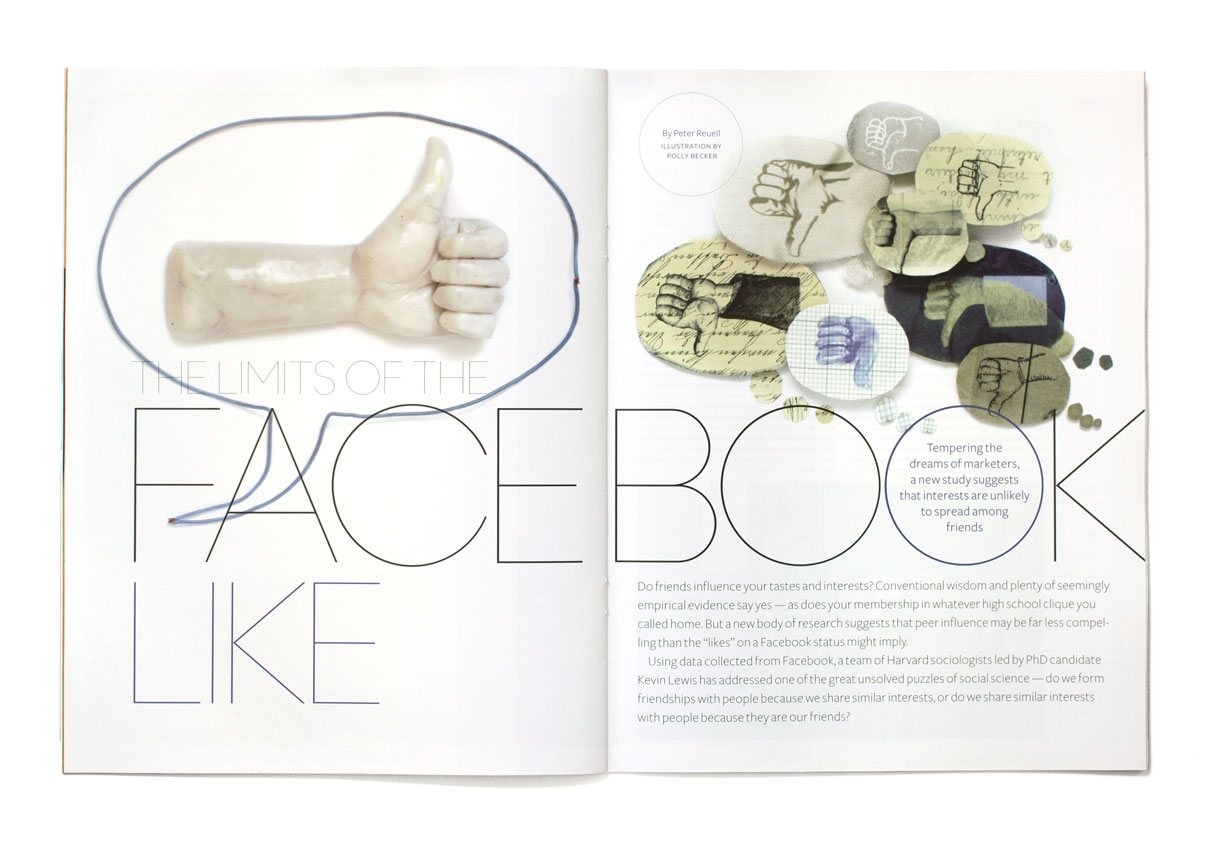 THE LIMITS OF THE
FACEBOOK
LIKE
By Peter Reuell
ILLUSTRATION BY
POLLY BECKER
Tempering the
dreams of marketers,
a new study suggests
that interests are unlikely
to spread among
friends
Do friends influence your tastes and interests? Conventional wisdom and plenty of seemingly
empirical evidence say yes — as does your membership in whatever high school clique you
called home. But a new body of research suggests that peer influence may be far less compel-
ling than the “likes” on a Facebook status might imply.
Using data collected from Facebook, a team of Harvard sociologists led by PhD candidate
Kevin Lewis has addressed one of the great unsolved puzzles of social science — do we form
friendships with people because we share similar interests, or do we share similar interests
with people because they are our friends?